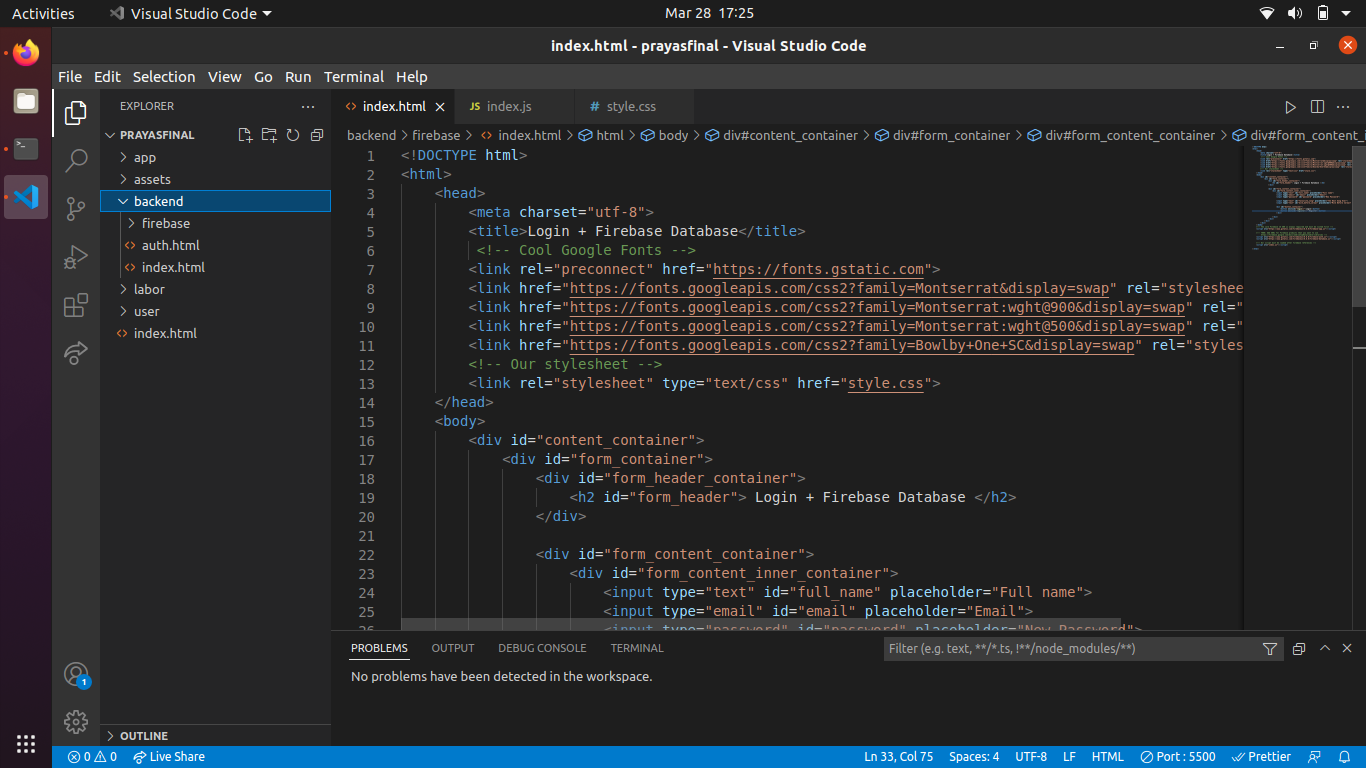 Activities Visual Studio Code Mar 28 17:25
index.html - prayasfinal - Visual Studio Code
File Edit Selection View Go Run Terminal Help
EXPLORER
index.html
JS index.js
# style.css
PRAYASFINAL
backend > firebase > index.html > html > body > div#content_container > div#form_container > div#form_content_container > div#form_content_i
app
assets
backend
firebase
auth.html
index.html
labor
user
index.html
1 <!DOCTYPE html>
2 <html>
3 <head>
4 <meta charset="utf-8">
5 <title>Login + Firebase Database</title>
6 <!-- Cool Google Fonts -->
7 <link rel="preconnect" href="https://fonts.gstatic.com">
8 <link href="https://fonts.googleapis.com/css2?family=Montserrat&display=swap" rel="styleshee
9 <link href="https://fonts.googleapis.com/css2?family=Montserrat:wght@900&display=swap" rel="
10 <link href="https://fonts.googleapis.com/css2?family=Montserrat:wght@500&display=swap" rel="
11 <link href="https://fonts.googleapis.com/css2?family=Bowlby+One+SC&display=swap" rel="styles
12 <!-- Our stylesheet -->
13 <link rel="stylesheet" type="text/css" href="style.css">
14 </head>
15 <body>
16 <div id="content_container">
17 <div id="form_container">
18 <div id="form_header_container">
19 <h2 id="form_header"> Login + Firebase Database </h2>
20 </div>
21
22 <div id="form_content_container">
23 <div id="form_content_inner_container">
24 <input type="text" id="full_name" placeholder="Full name">
25 <input type="email" id="email" placeholder="Email">
26 <input type="password" id="password" placeholder="New Password">
PROBLEMS OUTPUT DEBUG CONSOLE TERMINAL
Filter (e.g. text, **/*.ts, !**/node_modules/**)
No problems have been detected in the workspace.
1
OUTLINE
0 0 Live Share Ln 33, Col 75 Spaces: 4 UTF-8 LF HTML Port : 5500 Prettier